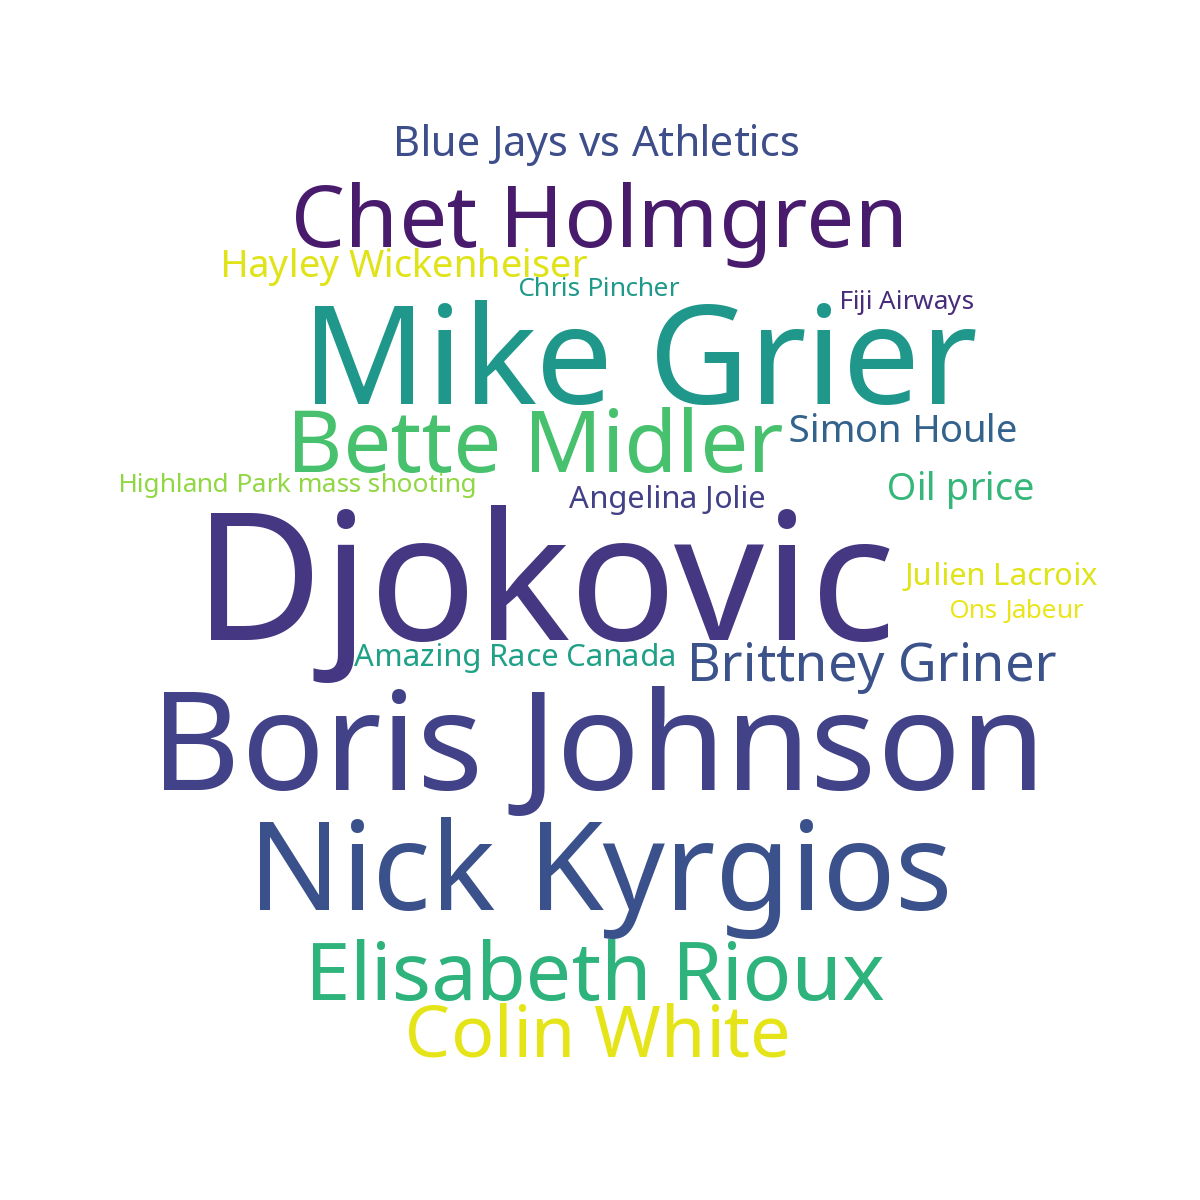 Blue Jays vs Athletics
Chet Holmgren
Hayley Wickenheiser
Chris Pincher
Fiji Airways
Mike Grier
Bette Midler
Simon Houle
Highland Park mass shooting
Angelina Jolie
Oil price
Djokovic
Julien Lacroix
Ons Jabeur
Amazing Race Canada
Brittney Griner
Boris Johnson
Nick Kyrgios
Elisabeth Rioux
Colin White